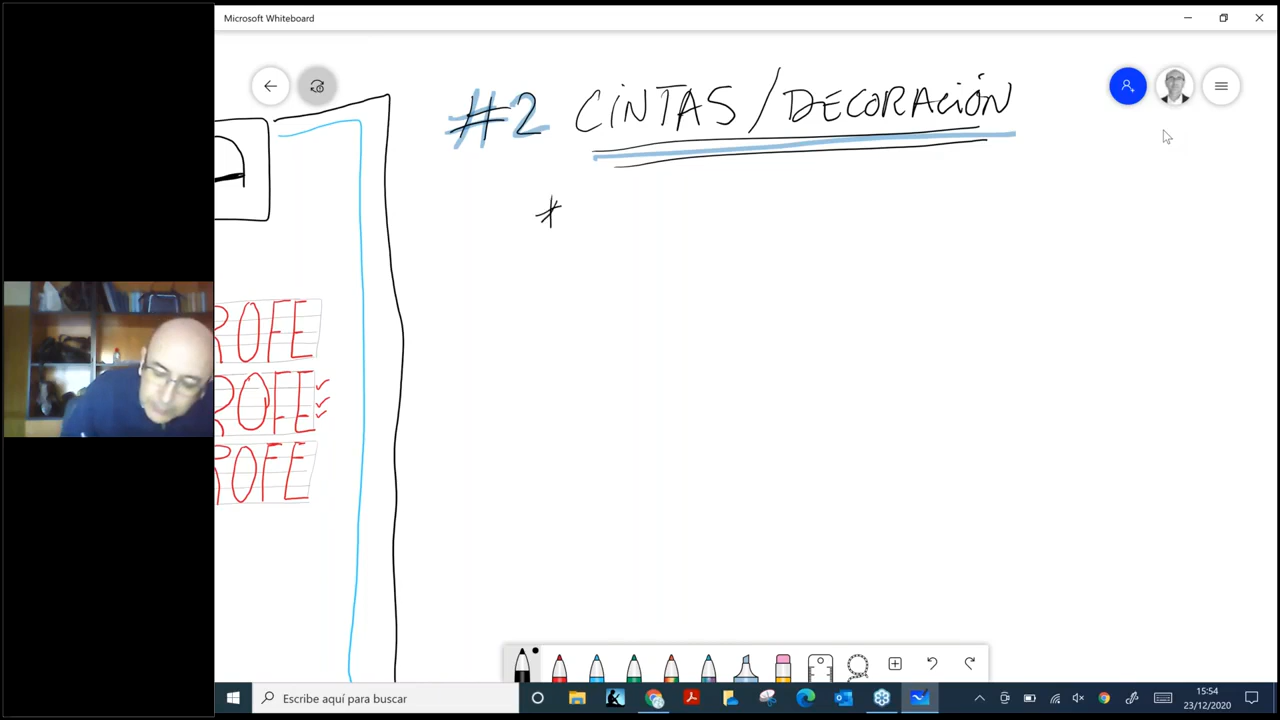 Microsoft Whiteboard
#2 CINTAS/DECORACIÓN
*
ROFE
ROFE
ROFE
Escribe aquí para buscar
15:54
23/12/2020